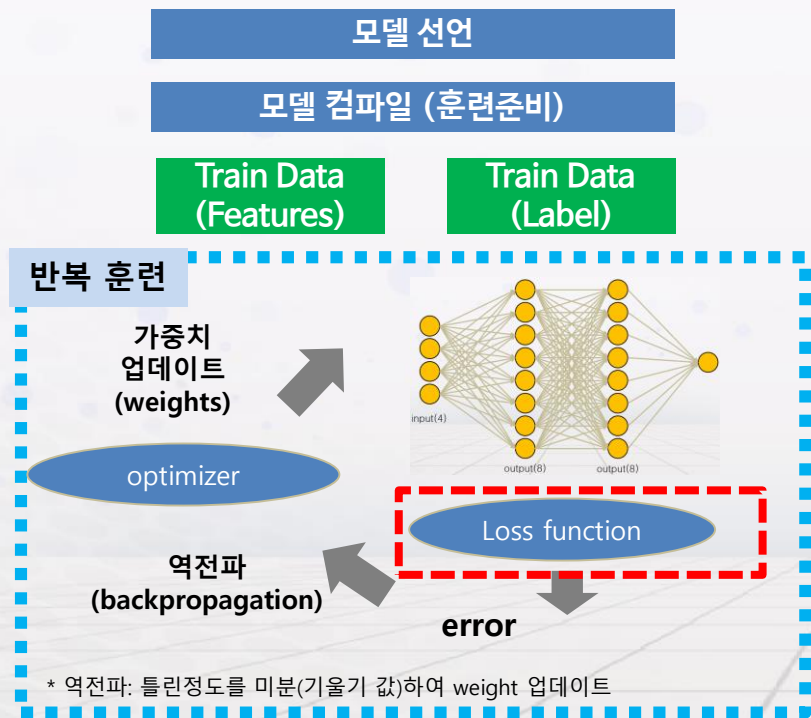 모델 선언
모델 컴파일 (훈련준비)
Train Data
(Features)
Train Data
(Label)
반복 훈련
가중치
업데이트
(weights)
input(4)
output(8)
output(8)
optimizer
Loss function
역전파
(backpropagation)
error
* 역전파: 틀린정도를 미분(기울기 값)하여 weight 업데이트